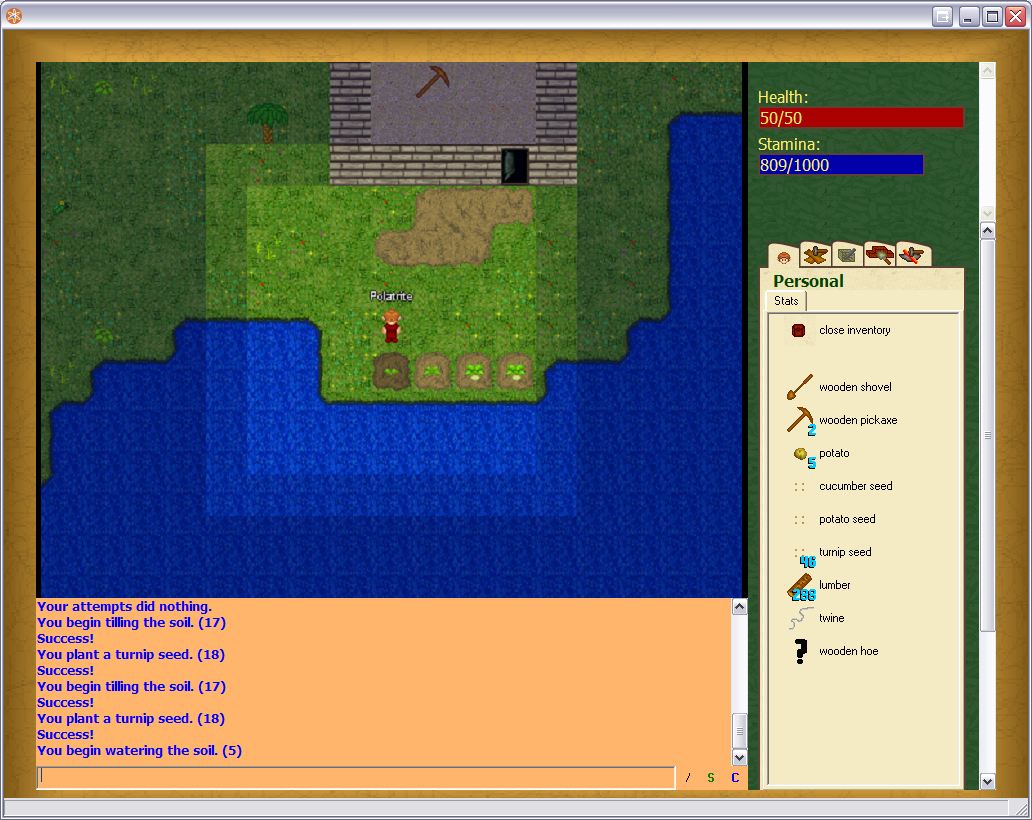 Health:
50/50
Stamina:
809/1000
Polatrite
Personal
Stats
close inventory
wooden shovel
wooden pickaxe
2
potato
5
cucumber seed
potato seed
turnip seed
46
lumber
288
twine
wooden hoe
Your attempts did nothing.
You begin tilling the soil. (17)
Success!
You plant a turnip seed. (18)
Success!
You begin tilling the soil. (17)
Success!
You plant a turnip seed. (18)
Success!
You begin watering the soil. (5)
/ S C